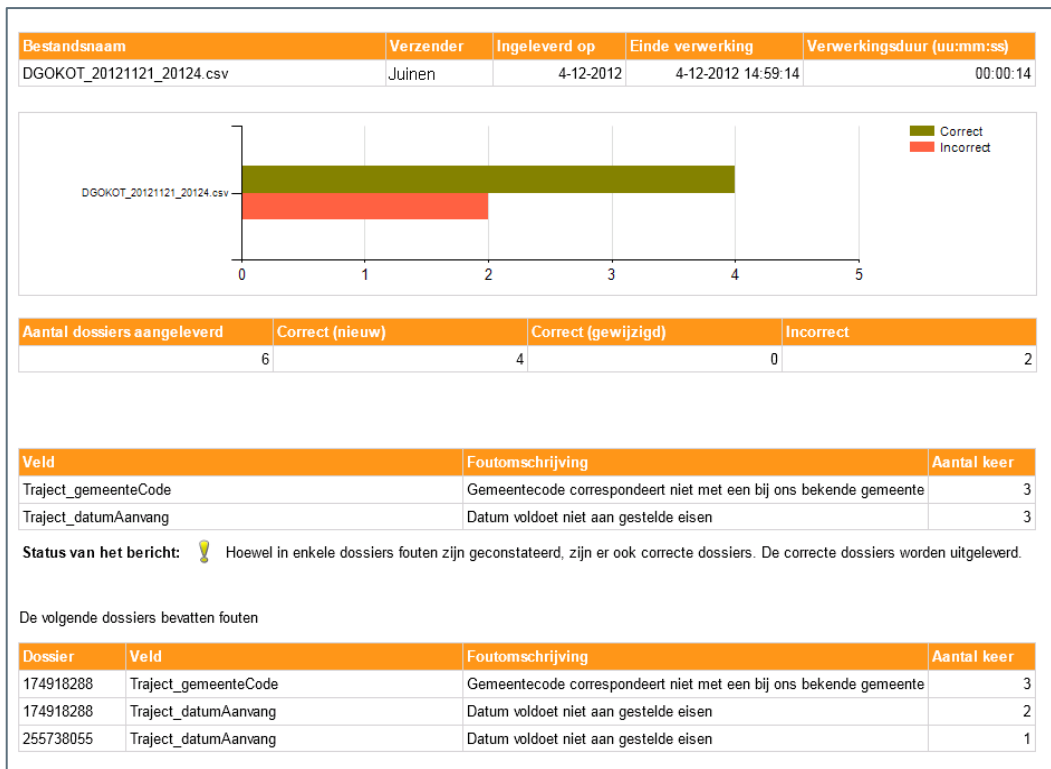 Bestandsnaam Verzender Ingeleverd op Einde verwerking Verwerkingsduur (uu:mm:ss)
DGOKOT_20121121_20124.csv Juinen 4-12-2012 4-12-2012 14:59:14 00:00:14
Correct
Incorrect
DGOKOT_20121121_20124.csv
0 1 2 3 4 5
Aantal dossiers aangeleverd Correct (nieuw) Correct (gewijzigd) Incorrect
6 4 0 2
Veld Foutomschrijving Aantal keer
Traject_gemeenteCode Gemeentecode correspondeert niet met een bij ons bekende gemeente 3
Traject_datumAanvang Datum voldoet niet aan gestelde eisen 3
Status van het bericht: Hoewel in enkele dossiers fouten zijn geconstateerd, zijn er ook correcte dossiers. De correcte dossiers worden uitgeleverd.
De volgende dossiers bevatten fouten
Dossier Veld Foutomschrijving Aantal keer
174918288 Traject_gemeenteCode Gemeentecode correspondeert niet met een bij ons bekende gemeente 3
174918288 Traject_datumAanvang Datum voldoet niet aan gestelde eisen 2
255738055 Traject_datumAanvang Datum voldoet niet aan gestelde eisen 1